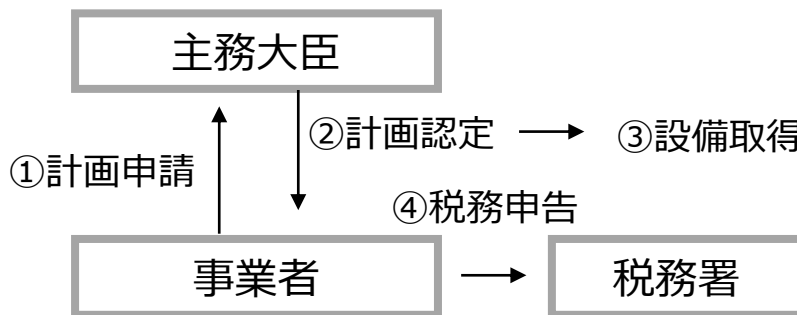 主務大臣
②計画認定
③設備取得
①計画申請
④税務申告
事業者
税務署